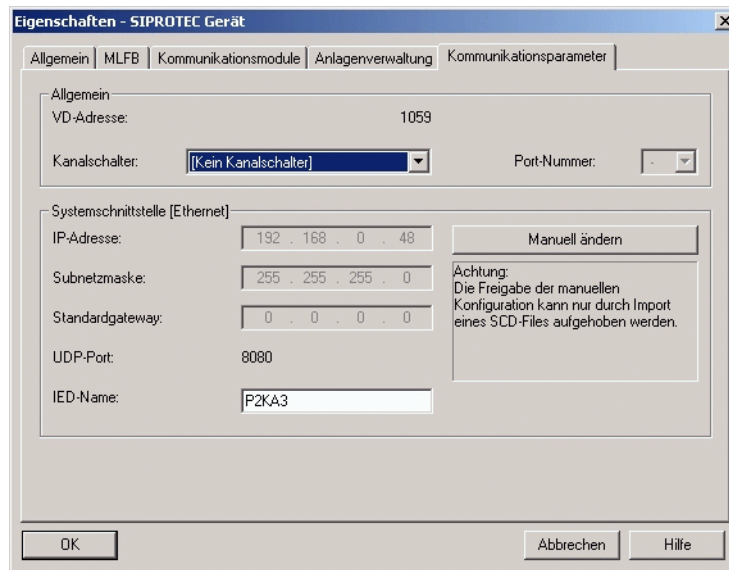 Eigenschaften - SIPROTEC Gerät
Allgemein MLFB Kommunikationsmodule Anlagenverwaltung Kommunikationsparameter
Allgemein
VD-Adresse: 1059
Kanalschalter: [Kein Kanalschalter] Port-Nummer: -
Systemschnittstelle [Ethernet]
IP-Adresse: 192 . 168 . 0 . 48 Manuell ändern
Subnetzmaske: 255 . 255 . 255 . 0
Achtung:
Die Freigabe der manuellen
Konfiguration kann nur durch Import
eines SCD-Files aufgehoben werden.
Standardgateway: 0 . 0 . 0 . 0
UDP-Port: 8080
IED-Name: P2KA3
OK Abbrechen Hilfe